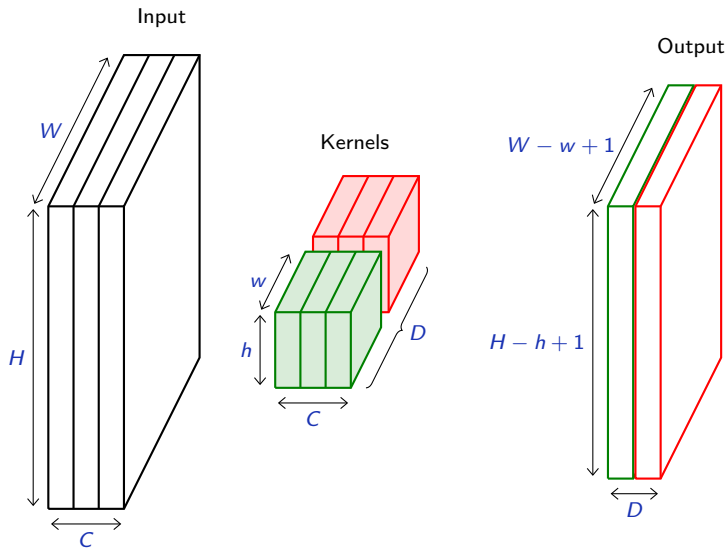 Input
W
H
C
Kernels
w
h
C
D
Output
W − w + 1
H − h + 1
D